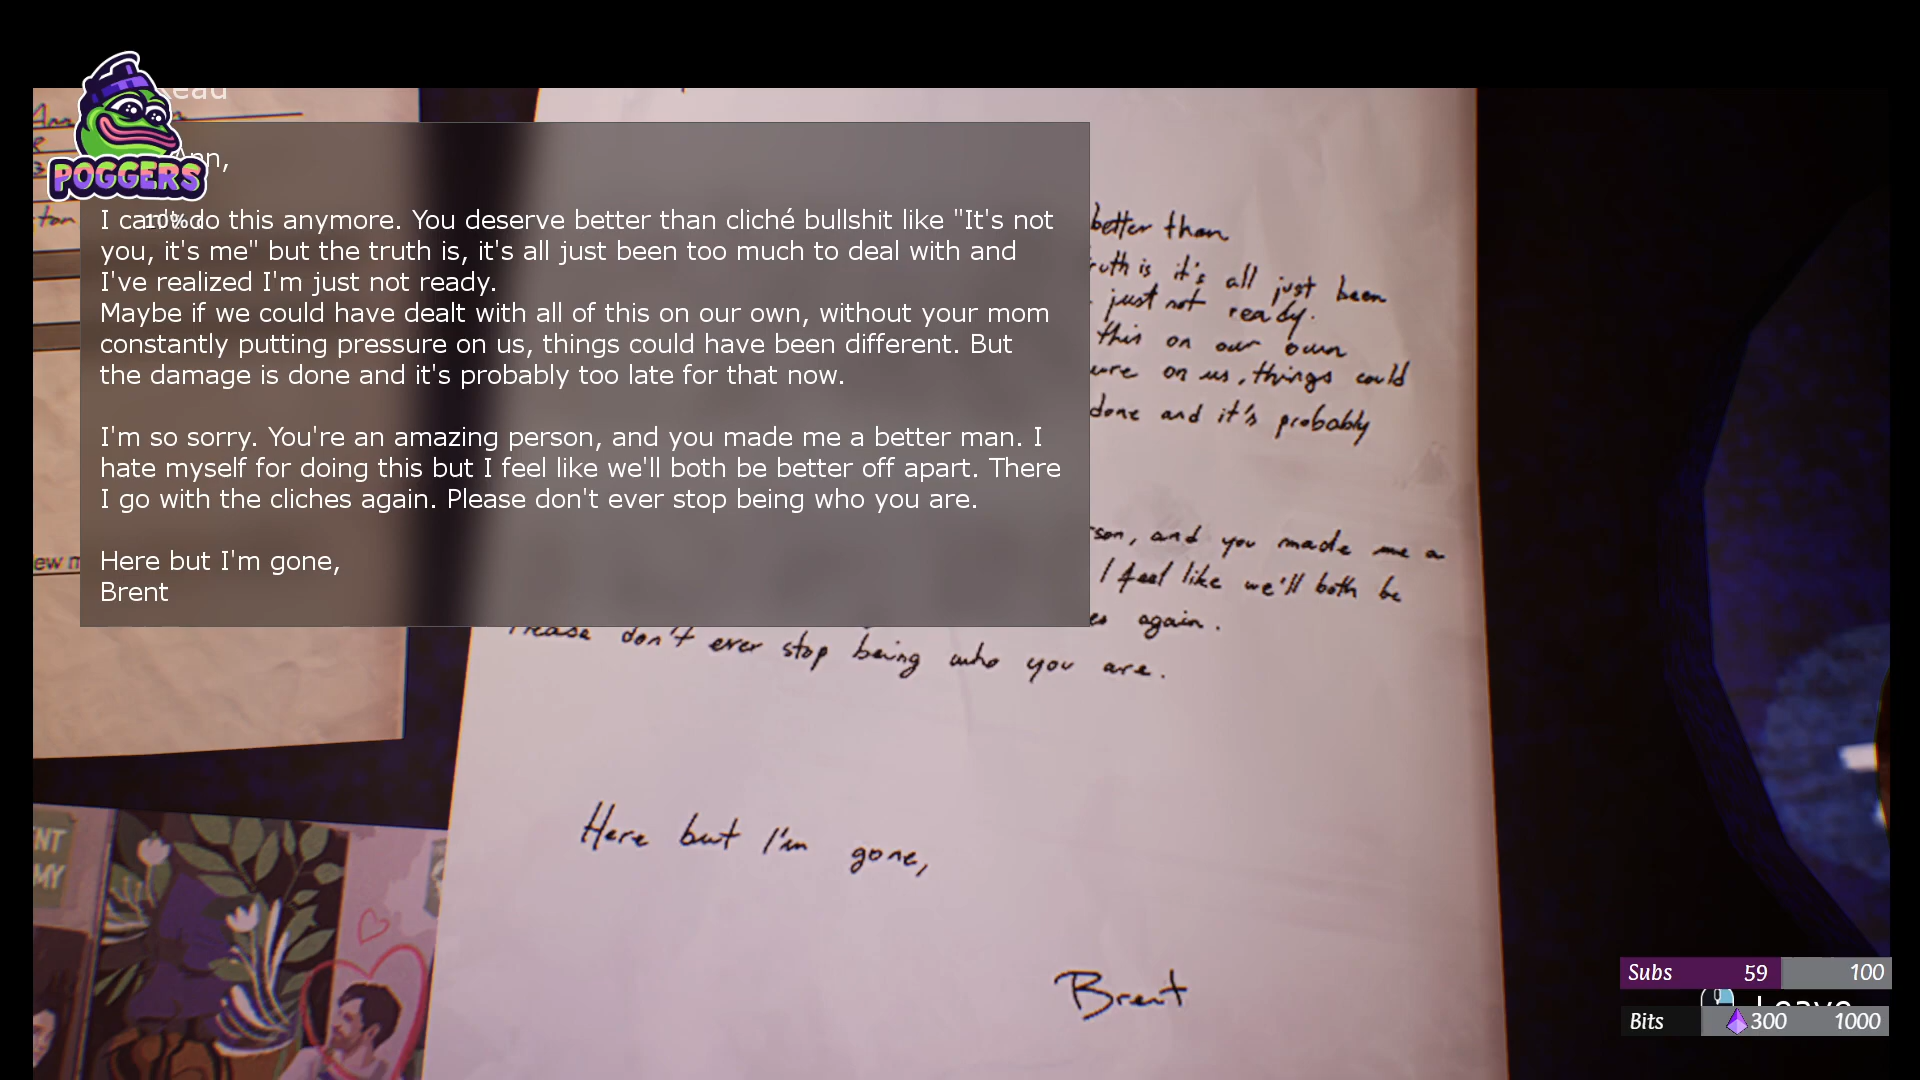 Read
POGGERS
Ann,
10%
I can't do this anymore. You deserve better than cliché bullshit like "It's not
you, it's me" but the truth is, it's all just been too much to deal with and
I've realized I'm just not ready.
Maybe if we could have dealt with all of this on our own, without your mom
constantly putting pressure on us, things could have been different. But
the damage is done and it's probably too late for that now.
I'm so sorry. You're an amazing person, and you made me a better man. I
hate myself for doing this but I feel like we'll both be better off apart. There
I go with the cliches again. Please don't ever stop being who you are.
Here but I'm gone,
Brent
better than
truth is it's all just been
just not ready.
this on our own
ure on us, things could
done and it's probably
son, and you made me a
I feel like we'll both be
es again.
Please don't ever stop being who you are.
Here but I'm gone,
Brent
Subs 59 100
Leave
Bits 300 1000